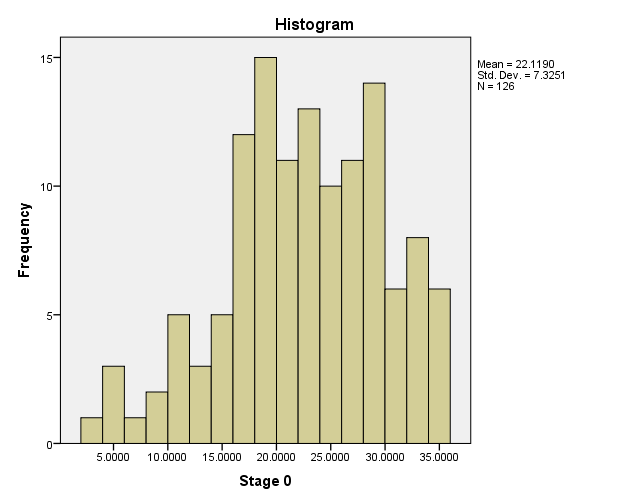 Histogram
Mean = 22.1190
Std. Dev. = 7.3251
N = 126
15
10
5
0
Frequency
5.0000 10.0000 15.0000 20.0000 25.0000 30.0000 35.0000
Stage 0